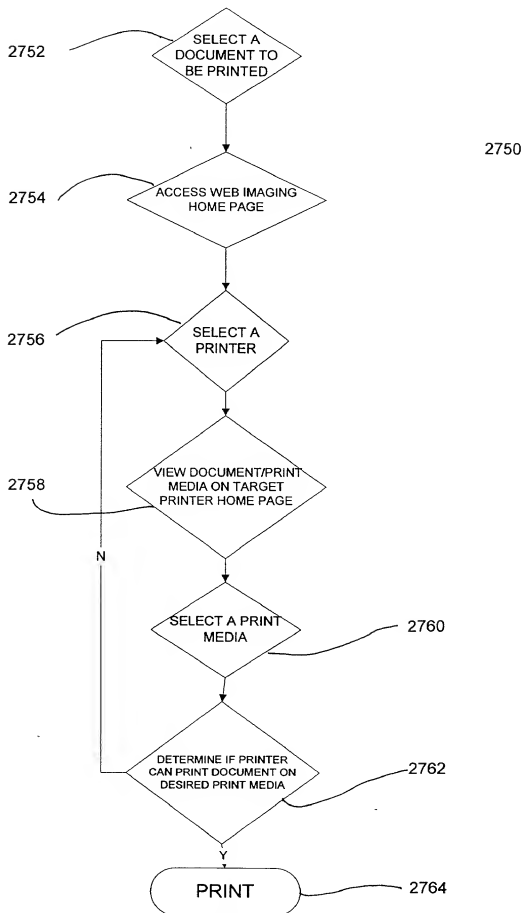 2752
SELECT A
DOCUMENT TO
BE PRINTED
2750
2754
ACCESS WEB IMAGING
HOME PAGE
2756
SELECT A
PRINTER
2758
VIEW DOCUMENT/PRINT
MEDIA ON TARGET
PRINTER HOME PAGE
N
SELECT A PRINT
MEDIA
2760
DETERMINE IF PRINTER
CAN PRINT DOCUMENT ON
DESIRED PRINT MEDIA
2762
Y
PRINT
2764